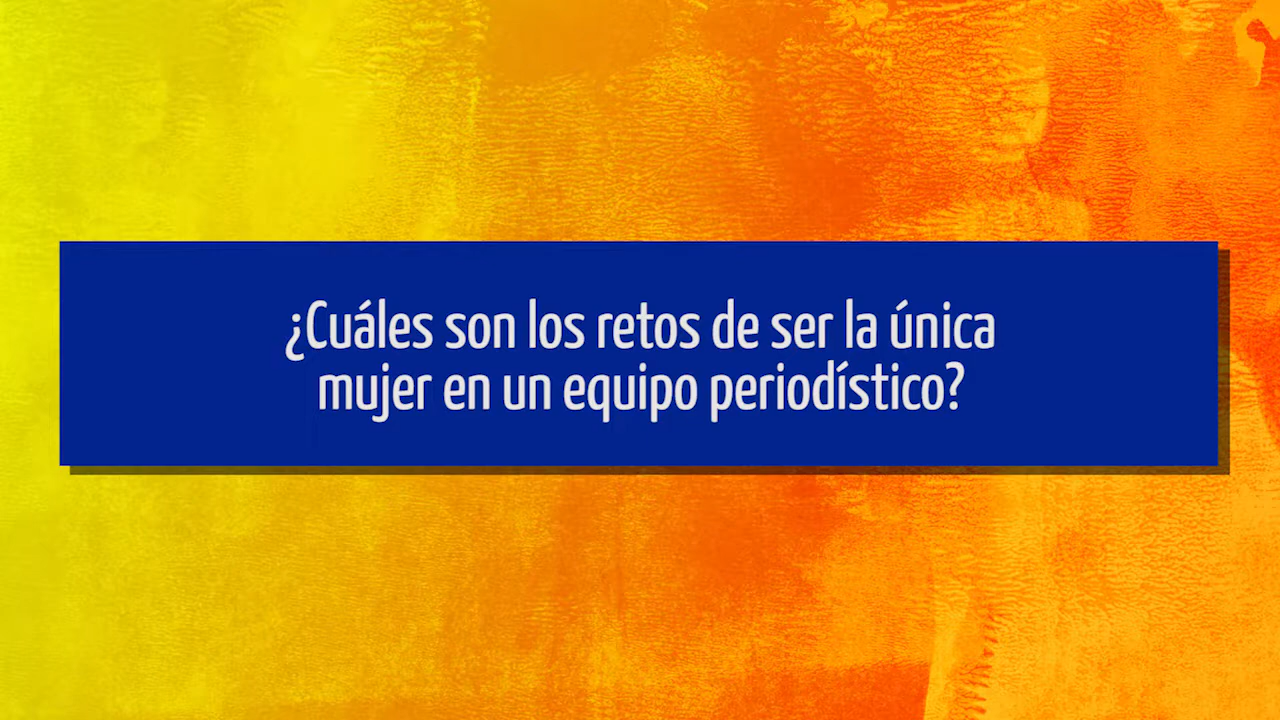 ¿Cuáles son los retos de ser la única
mujer en un equipo periodístico?